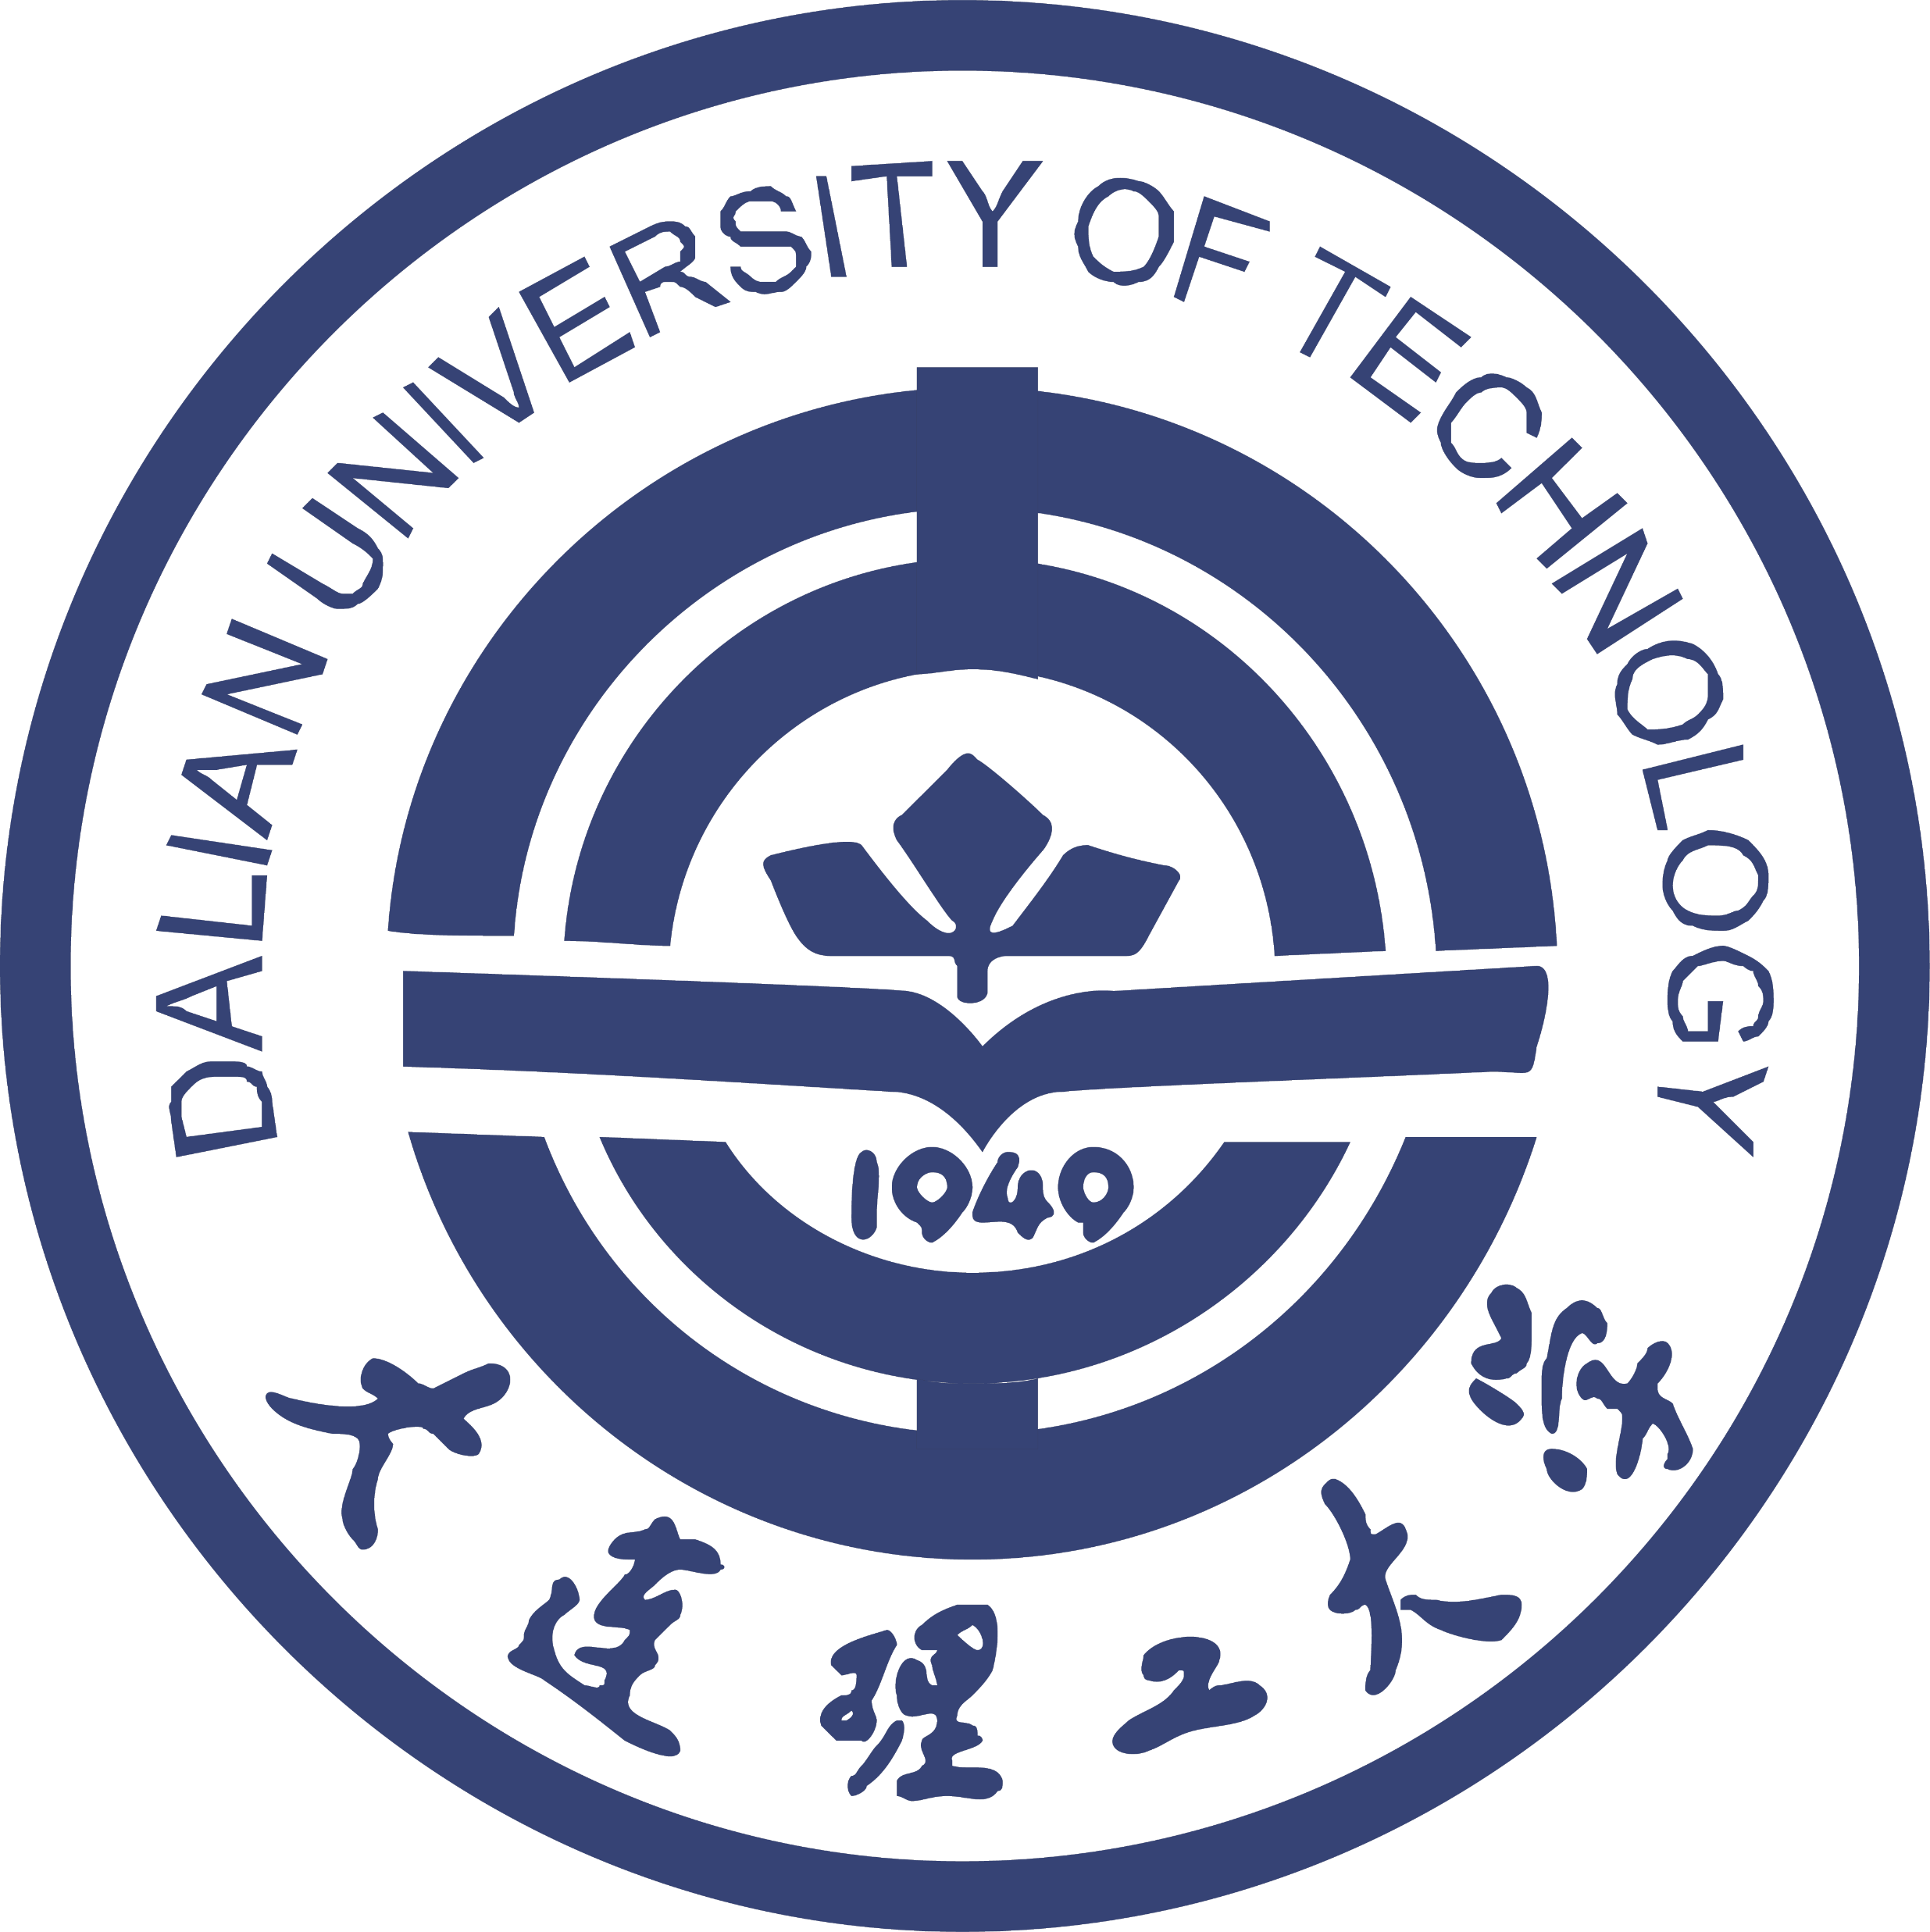 DALIAN UNIVERSITY OF TECHNOLOGY
1949
大连理工大学